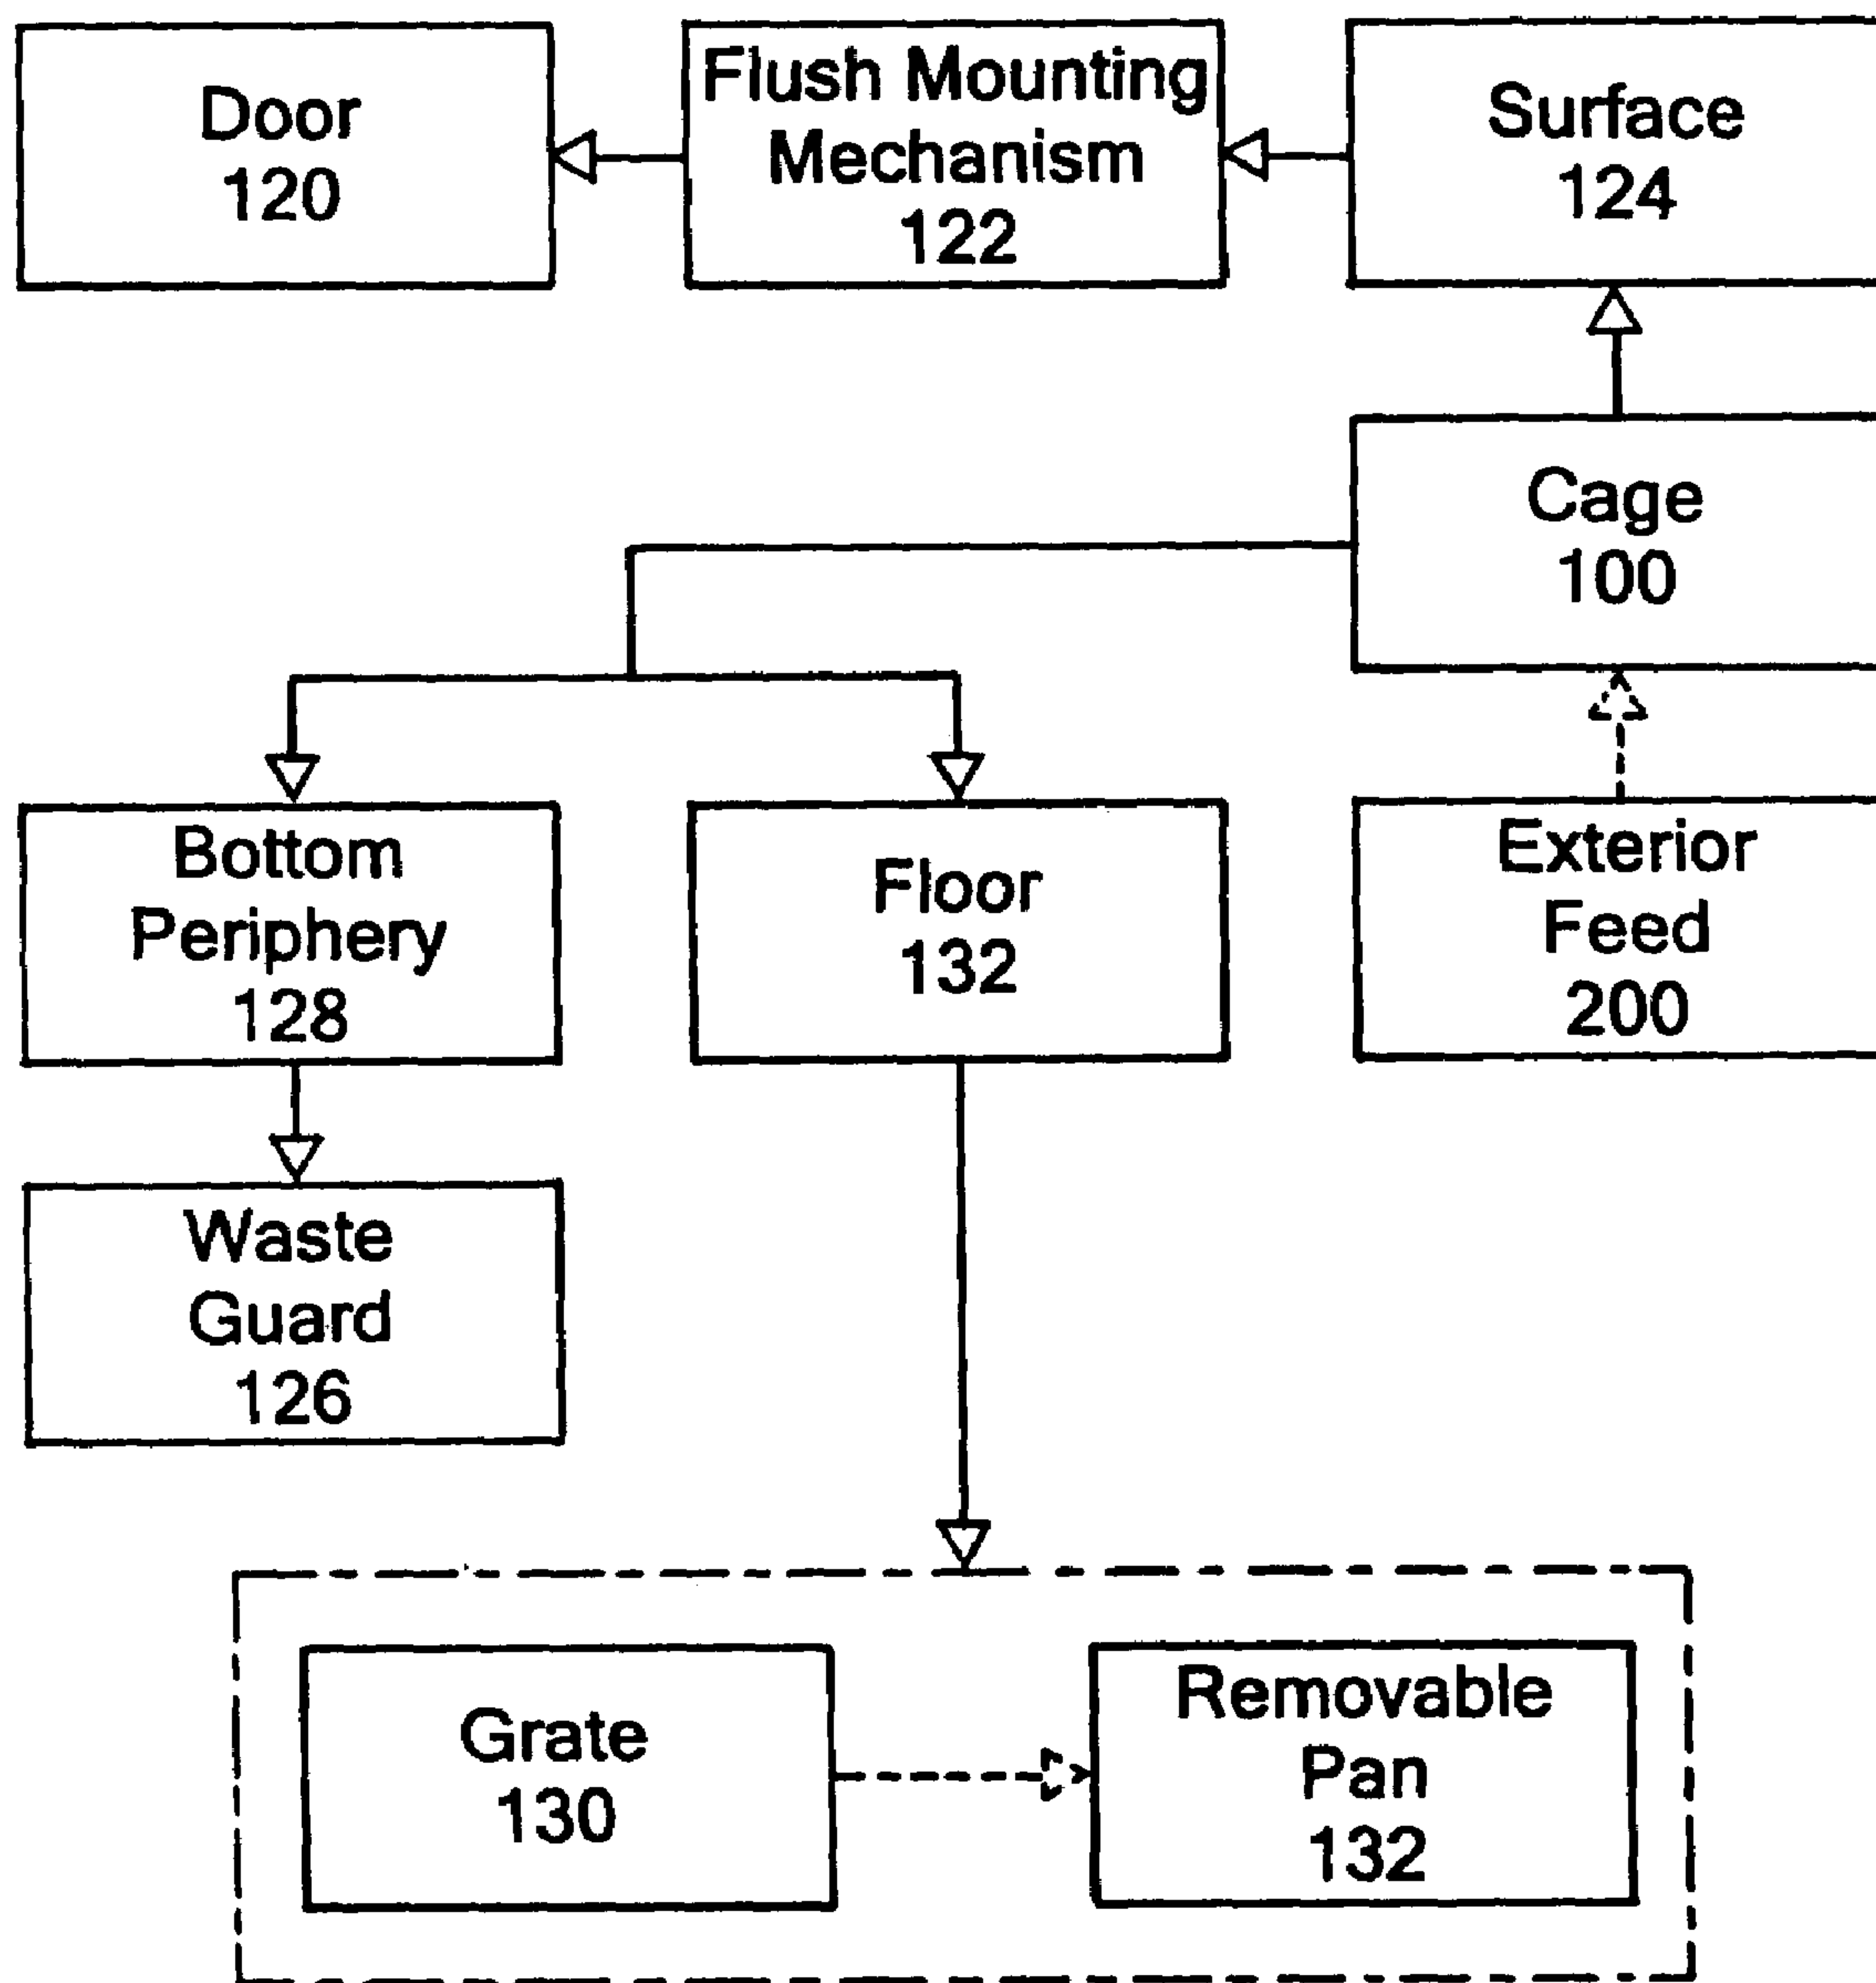 Door
120
Flush Mounting
Mechanism
122
Surface
124
Cage
100
Bottom
Periphery
128
Floor
132
Exterior
Feed
200
Waste
Guard
126
Grate
130
Removable
Pan
132